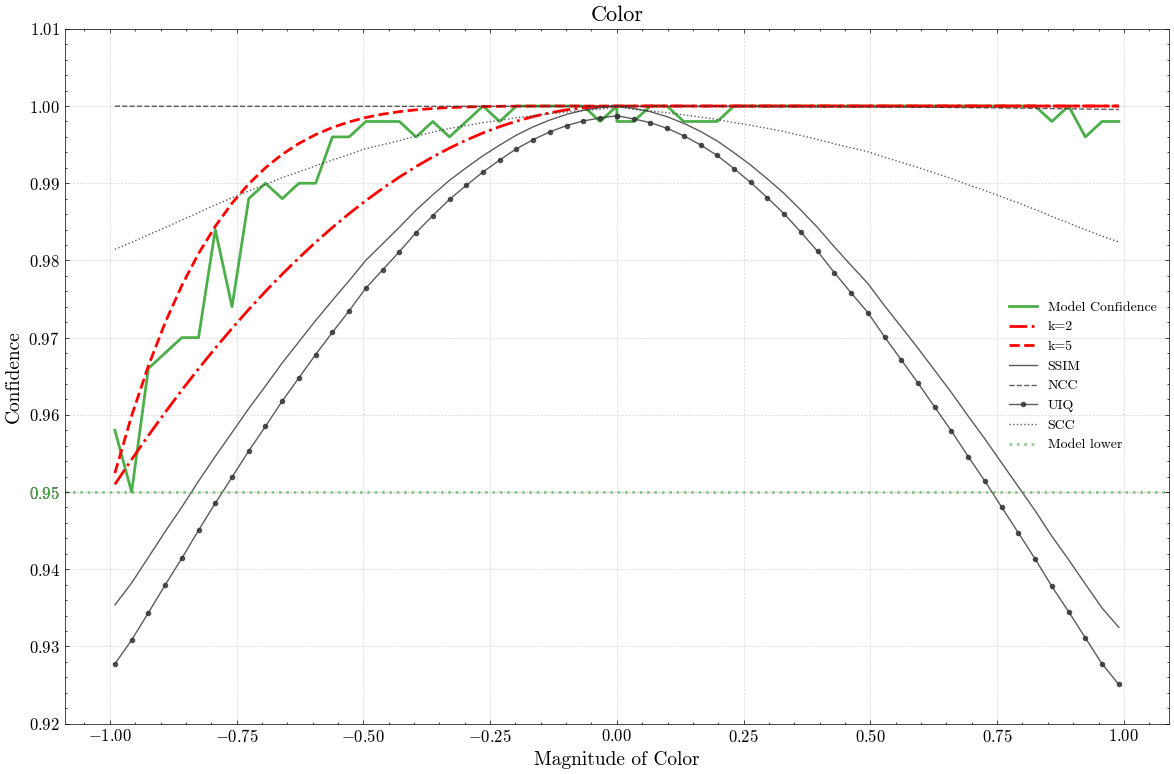 Color
1.01
1.00
0.99
0.98
0.97
0.96
0.95
0.94
0.93
0.92
Confidence
Model Confidence
k=2
k=5
SSIM
NCC
UIQ
SCC
Model lower
−1.00 −0.75 −0.50 −0.25 0.00 0.25 0.50 0.75 1.00
Magnitude of Color